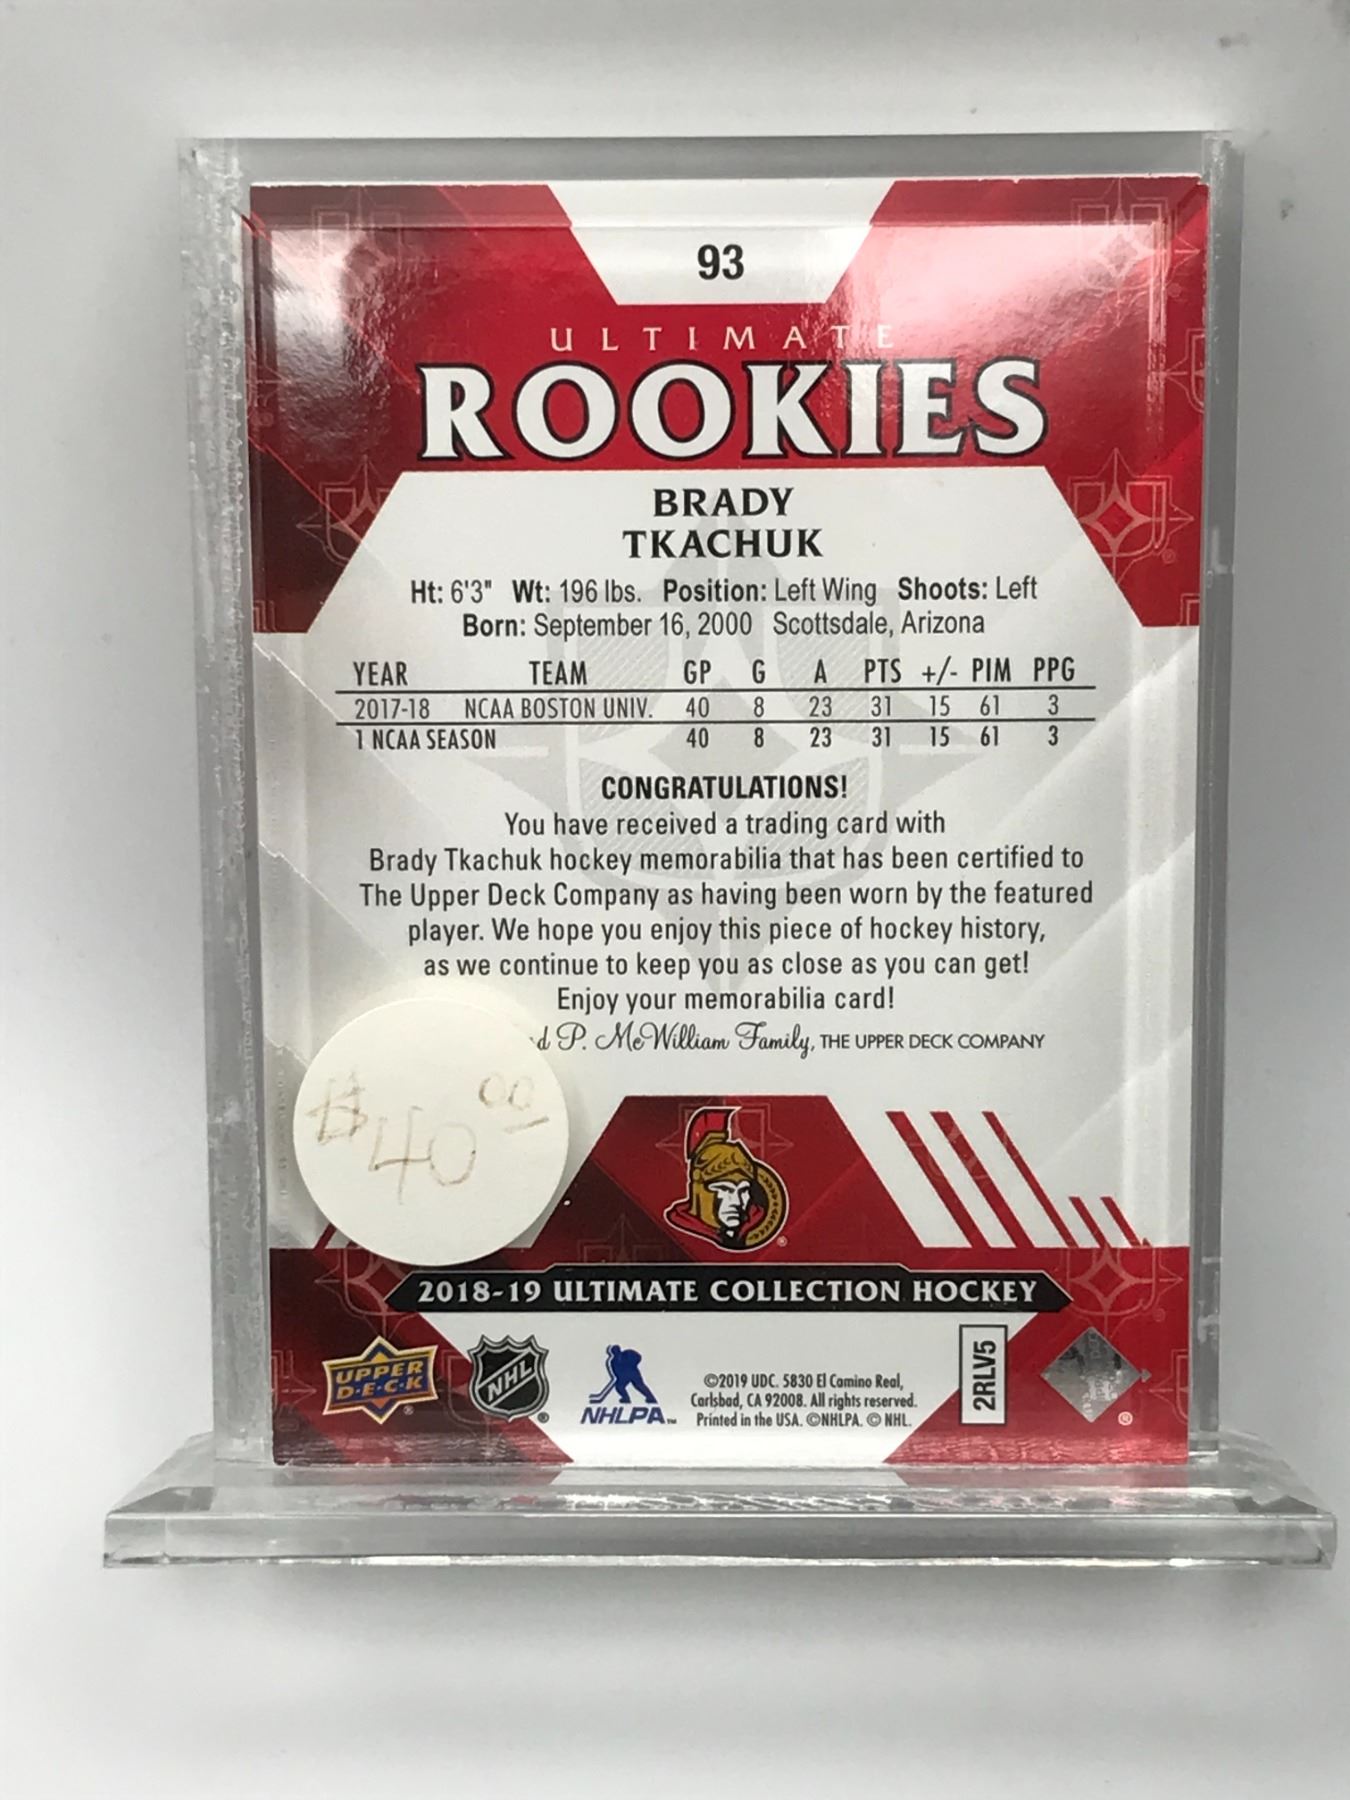 93
ULTIMATE
ROOKIES
BRADY
TKACHUK
Ht: 6'3" Wt: 196 lbs. Position: Left Wing Shoots: Left
Born: September 16, 2000 Scottsdale, Arizona
YEAR TEAM GP G A PTS +/- PIM PPG
2017-18 NCAA BOSTON UNIV. 40 8 23 31 15 61 3
1 NCAA SEASON 40 8 23 31 15 61 3
CONGRATULATIONS!
You have received a trading card with
Brady Tkachuk hockey memorabilia that has been certified to
The Upper Deck Company as having been worn by the featured
player. We hope you enjoy this piece of hockey history,
as we continue to keep you as close as you can get!
Enjoy your memorabilia card!
P. McWilliam Family, THE UPPER DECK COMPANY
$40.00
®
2018-19 ULTIMATE COLLECTION HOCKEY
UPPER
D·E·C·K
®
NHL
®
NHLPA™
©2019 UDC. 5830 El Camino Real,
Carlsbad, CA 92008. All rights reserved.
Printed in the USA. ©NHLPA. © NHL.
2RLV5
®